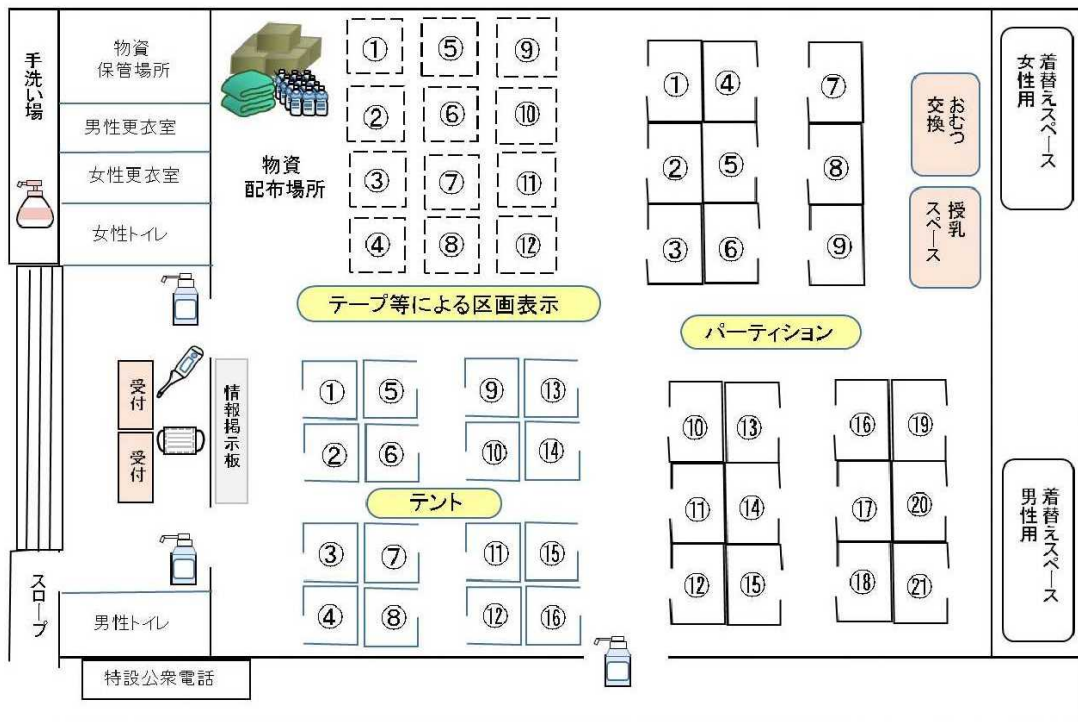 手洗い場
物資
保管場所
男性更衣室
女性更衣室
女性トイレ
物資
配布場所
① ⑤ ⑨
② ⑥ ⑩
③ ⑦ ⑪
④ ⑧ ⑫
テープ等による区画表示
① ④ ⑦
② ⑤ ⑧
③ ⑥ ⑨
パーティション
おむつ
交換
授乳
スペース
着替えスペース
女性用
受付
受付
情報掲示板
① ⑤ ⑨ ⑬
② ⑥ ⑩ ⑭
テント
③ ⑦ ⑪ ⑮
④ ⑧ ⑫ ⑯
⑩ ⑬ ⑯ ⑲
⑪ ⑭ ⑰ ⑳
⑫ ⑮ ⑱ ㉑
着替えスペース
男性用
スロープ
男性トイレ
特設公衆電話